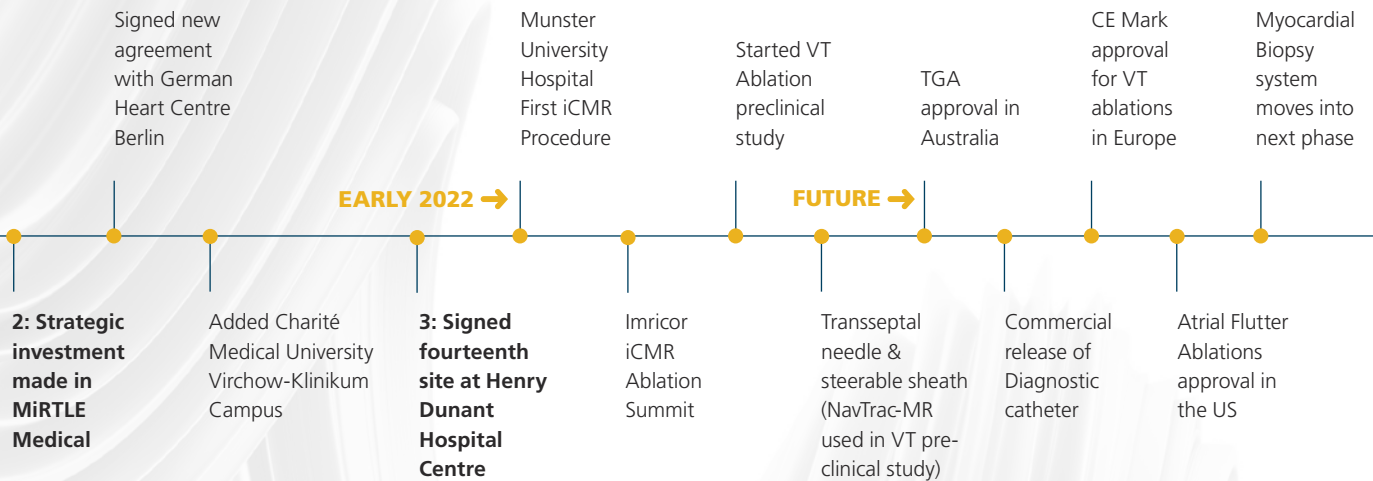 Signed new
agreement
with German
Heart Centre
Berlin
Munster
University
Hospital
First iCMR
Procedure
Started VT
Ablation
preclinical
study
TGA
approval in
Australia
CE Mark
approval
for VT
ablations
in Europe
Myocardial
Biopsy
system
moves into
next phase
EARLY 2022 →
FUTURE →
2: Strategic
investment
made in
MiRTLE
Medical
Added Charité
Medical University
Virchow-Klinikum
Campus
3: Signed
fourteenth
site at Henry
Dunant
Hospital
Centre
Imricor
iCMR
Ablation
Summit
Transseptal
needle &
steerable sheath
(NavTrac-MR
used in VT pre-
clinical study)
Commercial
release of
Diagnostic
catheter
Atrial Flutter
Ablations
approval in
the US